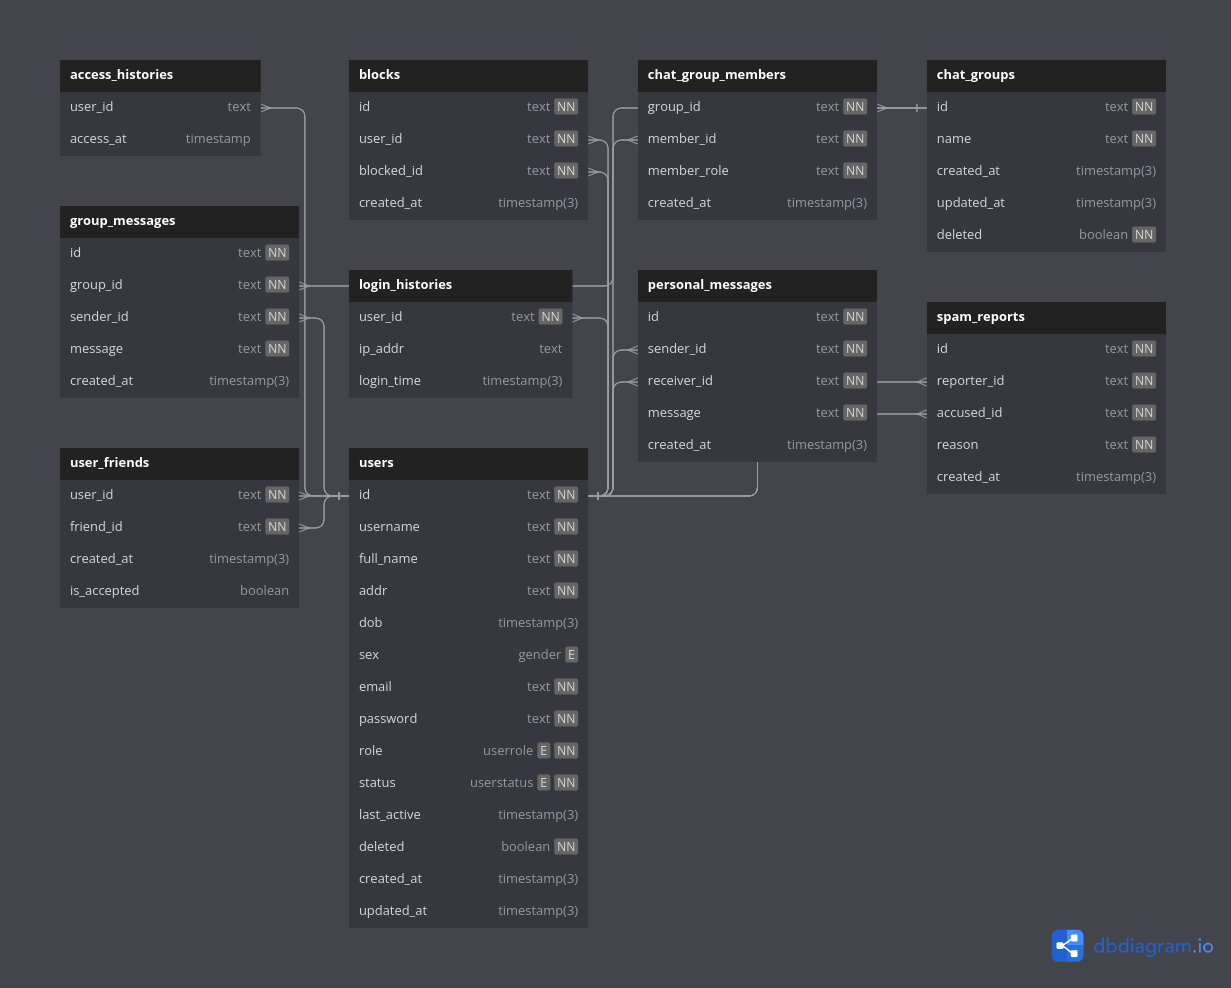 access_histories
user_id text
access_at timestamp
group_messages
id text NN
group_id text NN
sender_id text NN
message text NN
created_at timestamp(3)
user_friends
user_id text NN
friend_id text NN
created_at timestamp(3)
is_accepted boolean
blocks
id text NN
user_id text NN
blocked_id text NN
created_at timestamp(3)
login_histories
user_id text NN
ip_addr text
login_time timestamp(3)
users
id text NN
username text NN
full_name text NN
addr text NN
dob timestamp(3)
sex gender E
email text NN
password text NN
role userrole E NN
status userstatus E NN
last_active timestamp(3)
deleted boolean NN
created_at timestamp(3)
updated_at timestamp(3)
chat_group_members
group_id text NN
member_id text NN
member_role text NN
created_at timestamp(3)
personal_messages
id text NN
sender_id text NN
receiver_id text NN
message text NN
created_at timestamp(3)
chat_groups
id text NN
name text NN
created_at timestamp(3)
updated_at timestamp(3)
deleted boolean NN
spam_reports
id text NN
reporter_id text NN
accused_id text NN
reason text NN
created_at timestamp(3)
dbdiagram.io